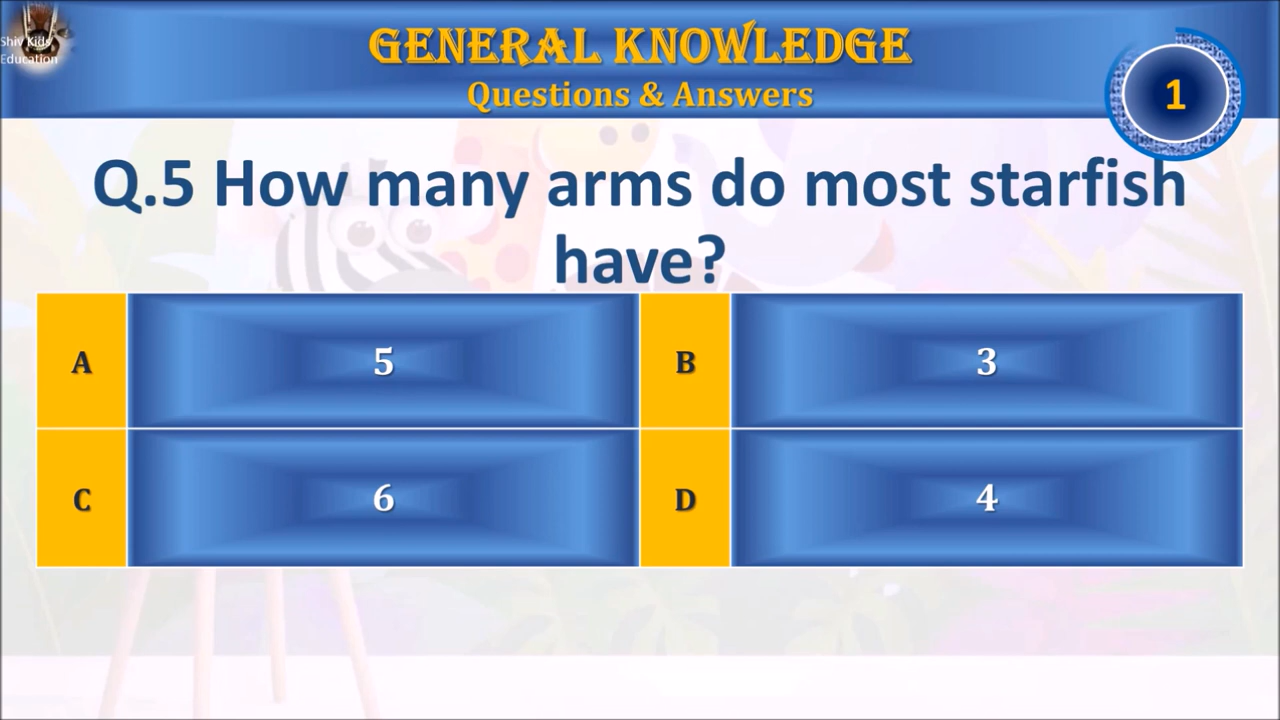 Shiv Kids
Education
GENERAL KNOWLEDGE
Questions & Answers
1
Q.5 How many arms do most starfish
have?
A
5
B
3
C
6
D
4